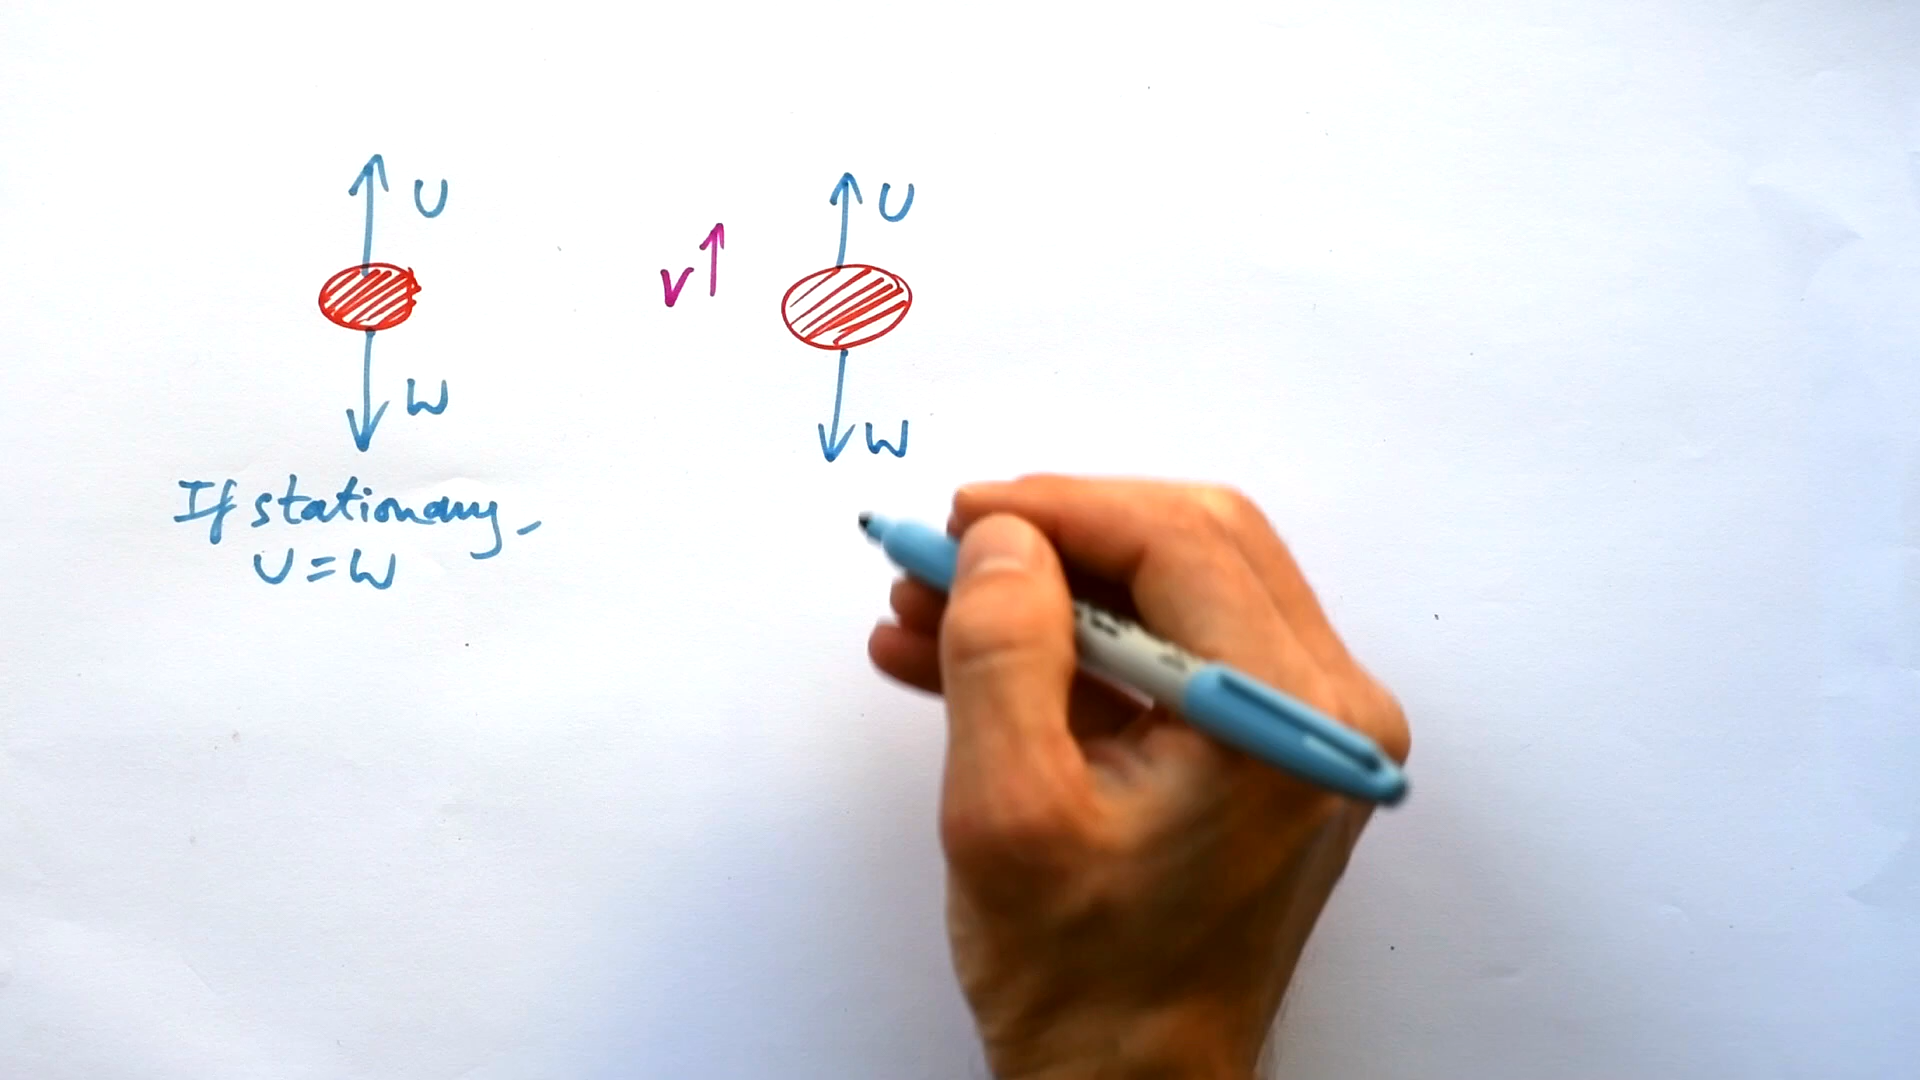 U
W
If stationary,
U = W
V
U
W